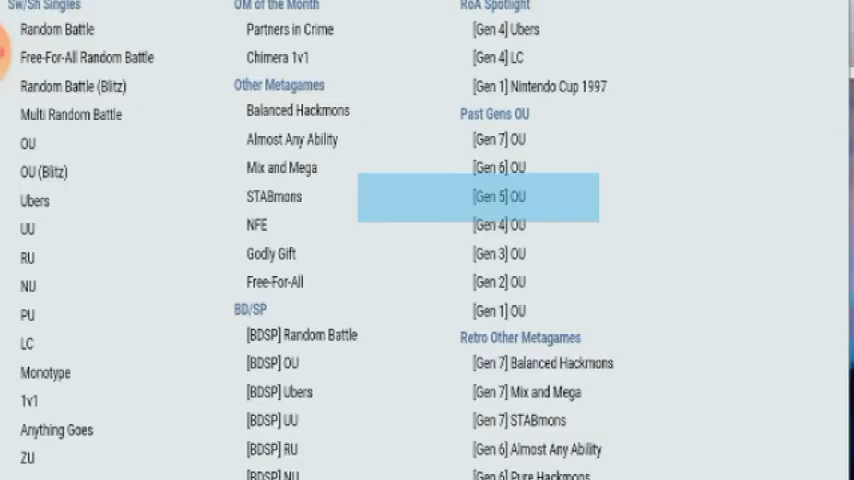 Sw/Sh Singles
Random Battle
Free-For-All Random Battle
Random Battle (Blitz)
Multi Random Battle
OU
OU (Blitz)
Ubers
UU
RU
NU
PU
LC
Monotype
1v1
Anything Goes
ZU
OM of the Month
Partners in Crime
Chimera 1v1
Other Metagames
Balanced Hackmons
Almost Any Ability
Mix and Mega
STABmons
NFE
Godly Gift
Free-For-All
BD/SP
[BDSP] Random Battle
[BDSP] OU
[BDSP] Ubers
[BDSP] UU
[BDSP] RU
[BDSP] NU
RoA Spotlight
[Gen 4] Ubers
[Gen 4] LC
[Gen 1] Nintendo Cup 1997
Past Gens OU
[Gen 7] OU
[Gen 6] OU
[Gen 5] OU
[Gen 4] OU
[Gen 3] OU
[Gen 2] OU
[Gen 1] OU
Retro Other Metagames
[Gen 7] Balanced Hackmons
[Gen 7] Mix and Mega
[Gen 7] STABmons
[Gen 6] Almost Any Ability
[Gen 6] Pure Hackmons